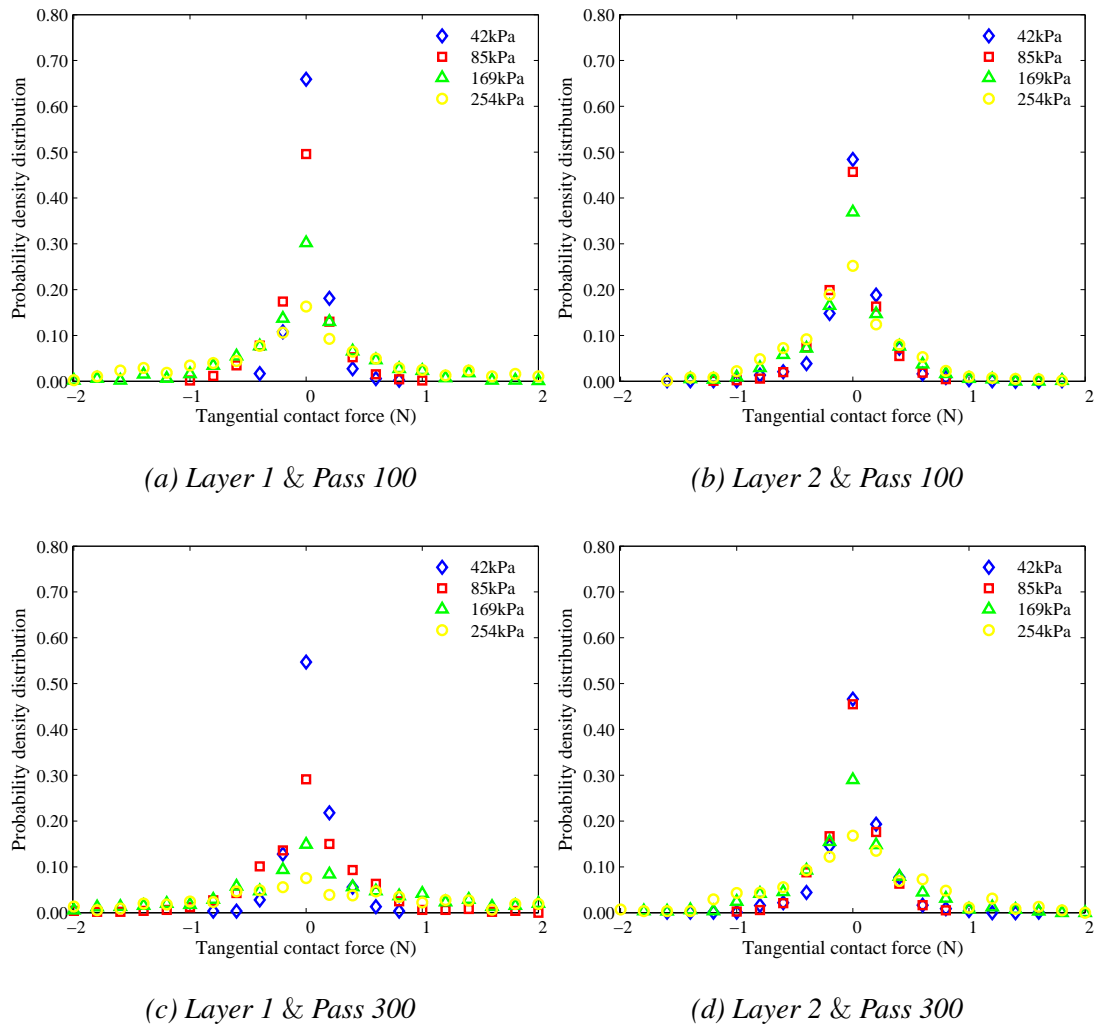 0.80
0.70
0.60
0.50
0.40
0.30
0.20
0.10
0.00
Probability density distribution
−2 −1 0 1 2
Tangential contact force (N)
42kPa
85kPa
169kPa
254kPa
(a) Layer 1 & Pass 100
0.80
0.70
0.60
0.50
0.40
0.30
0.20
0.10
0.00
Probability density distribution
−2 −1 0 1 2
Tangential contact force (N)
42kPa
85kPa
169kPa
254kPa
(b) Layer 2 & Pass 100
0.80
0.70
0.60
0.50
0.40
0.30
0.20
0.10
0.00
Probability density distribution
−2 −1 0 1 2
Tangential contact force (N)
42kPa
85kPa
169kPa
254kPa
(c) Layer 1 & Pass 300
0.80
0.70
0.60
0.50
0.40
0.30
0.20
0.10
0.00
Probability density distribution
−2 −1 0 1 2
Tangential contact force (N)
42kPa
85kPa
169kPa
254kPa
(d) Layer 2 & Pass 300